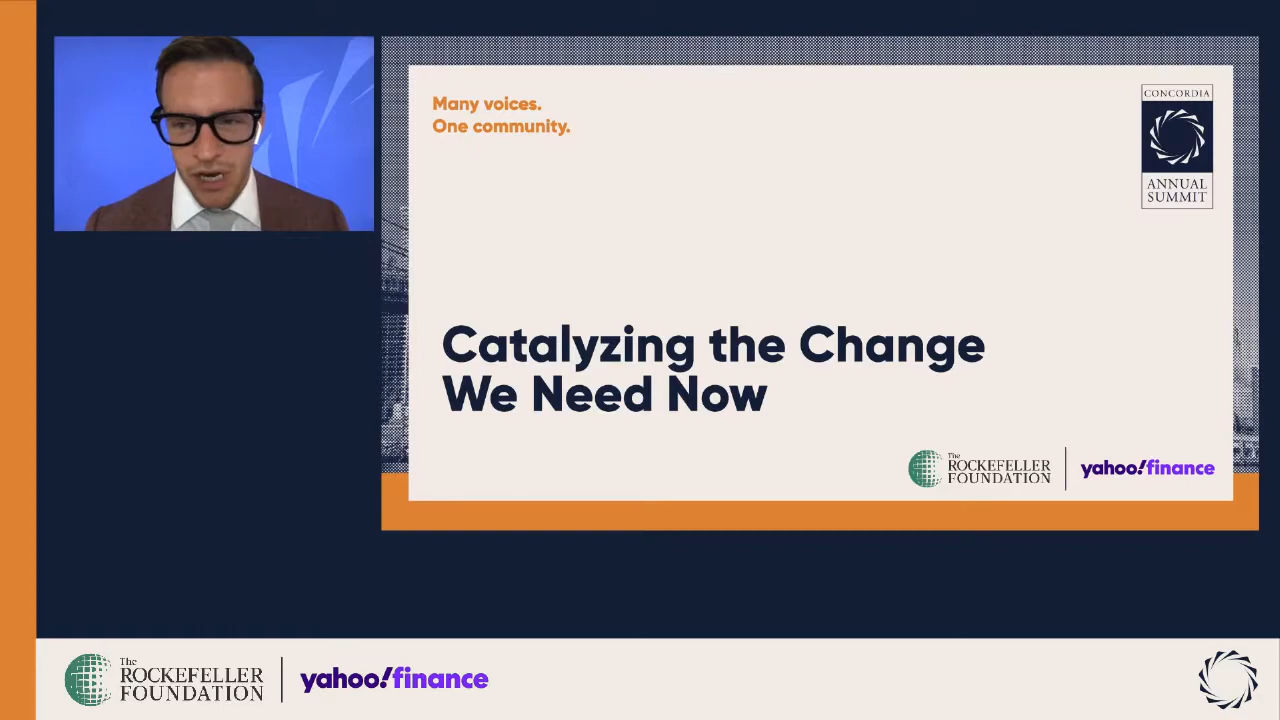 Many voices.
One community.
CONCORDIA
ANNUAL
SUMMIT
Catalyzing the Change
We Need Now
The
ROCKEFELLER
FOUNDATION
yahoo!finance
The
ROCKEFELLER
FOUNDATION
yahoo!finance